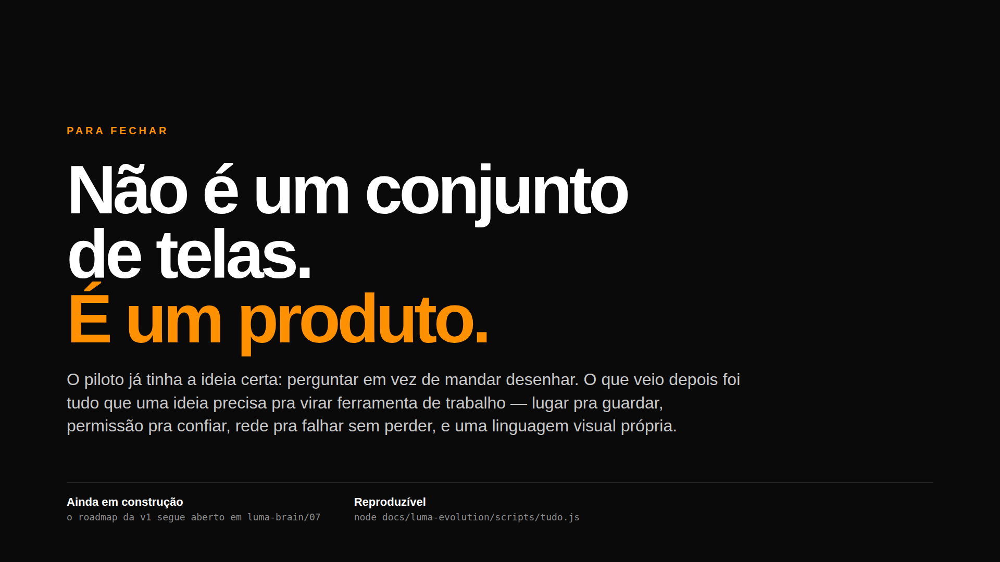 PARA FECHAR
Não é um conjunto
de telas.
É um produto.
O piloto já tinha a ideia certa: perguntar em vez de mandar desenhar. O que veio depois foi
tudo que uma ideia precisa pra virar ferramenta de trabalho — lugar pra guardar,
permissão pra confiar, rede pra falhar sem perder, e uma linguagem visual própria.
Ainda em construção
o roadmap da v1 segue aberto em luma-brain/07
Reproduzível
node docs/luma-evolution/scripts/tudo.js